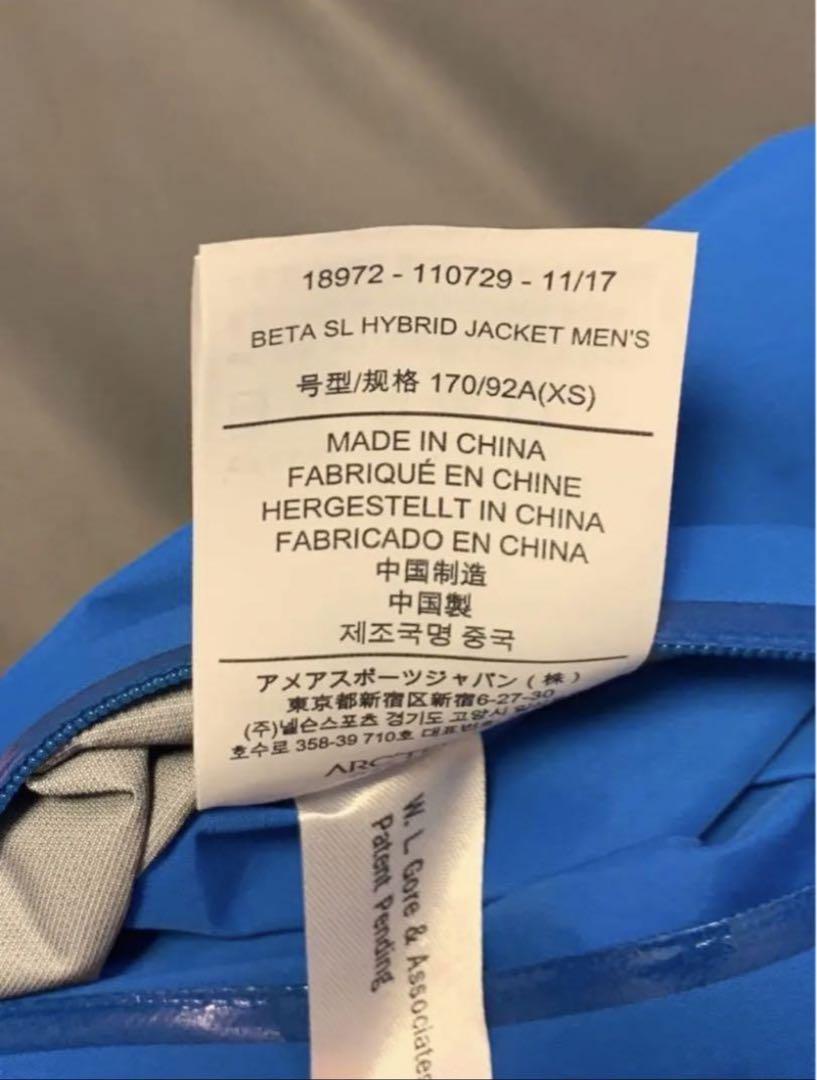 18972 - 110729 - 11/17
BETA SL HYBRID JACKET MEN'S
号型/规格 170/92A(XS)
MADE IN CHINA
FABRIQUÉ EN CHINE
HERGESTELLT IN CHINA
FABRICADO EN CHINA
中国制造
中国製
제조국명 중국
アメアスポーツジャパン (株)
東京都新宿区新宿6-27-30
(주)넬슨스포츠 경기도 고양시
호수로 358-39 710호
W. L. Gore & Associates
Patent Pending